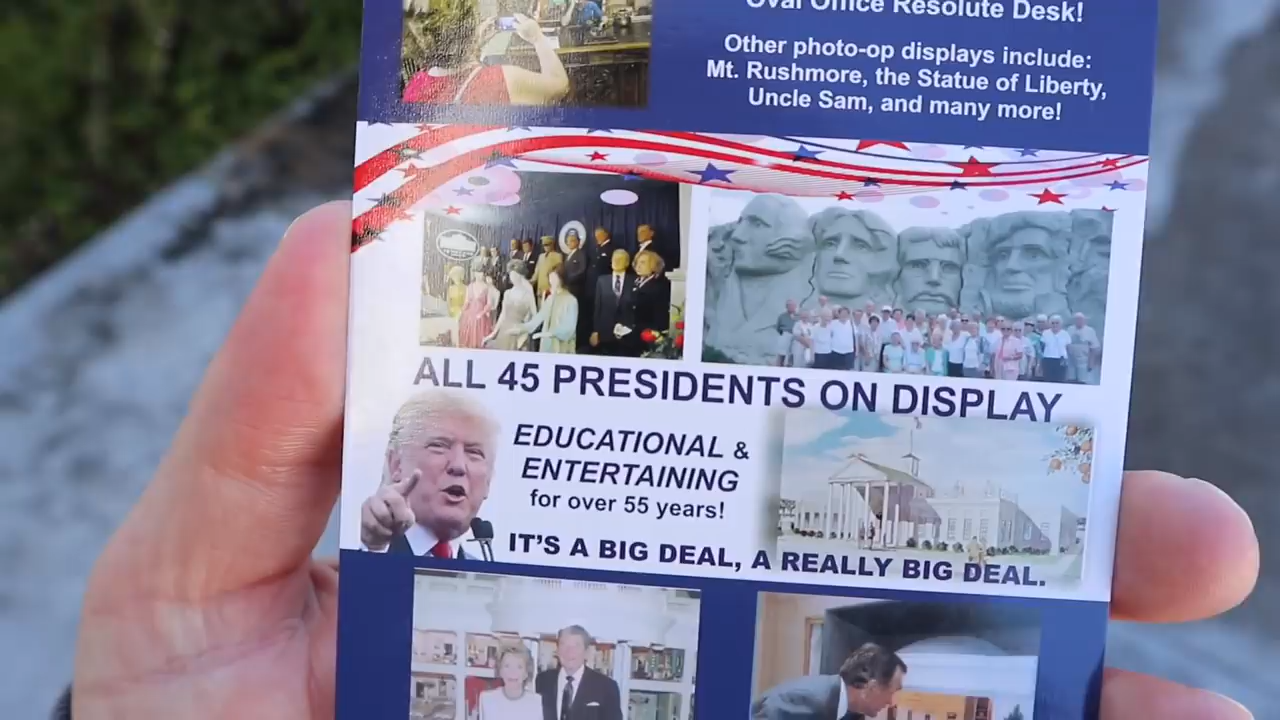 Oval Office Resolute Desk!
Other photo-op displays include:
Mt. Rushmore, the Statue of Liberty,
Uncle Sam, and many more!
ALL 45 PRESIDENTS ON DISPLAY
EDUCATIONAL &
ENTERTAINING
for over 55 years!
IT'S A BIG DEAL, A REALLY BIG DEAL.